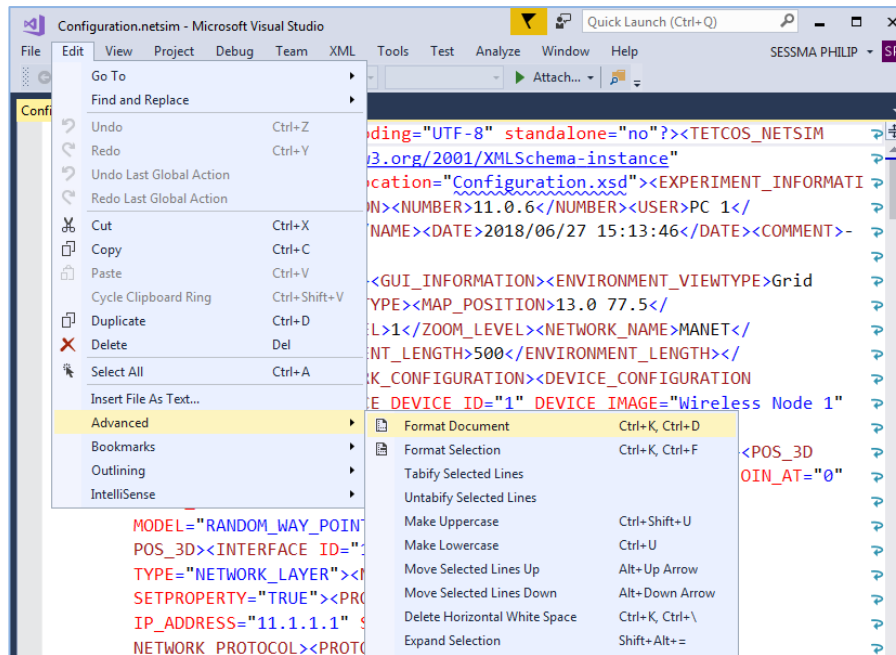 Configuration.netsim - Microsoft Visual Studio
Quick Launch (Ctrl+Q)
File Edit View Project Debug Team XML Tools Test Analyze Window Help SESSMA PHILIP
Attach...
Go To
Find and Replace
Undo Ctrl+Z
Redo Ctrl+Y
Undo Last Global Action
Redo Last Global Action
Cut Ctrl+X
Copy Ctrl+C
Paste Ctrl+V
Cycle Clipboard Ring Ctrl+Shift+V
Duplicate Ctrl+D
Delete Del
Select All Ctrl+A
Insert File As Text...
Advanced
Bookmarks
Outlining
IntelliSense
Format Document Ctrl+K, Ctrl+D
Format Selection Ctrl+K, Ctrl+F
Tabify Selected Lines
Untabify Selected Lines
Make Uppercase Ctrl+Shift+U
Make Lowercase Ctrl+U
Move Selected Lines Up Alt+Up Arrow
Move Selected Lines Down Alt+Down Arrow
Delete Horizontal White Space Ctrl+K, Ctrl+\
Expand Selection Shift+Alt+=
Confi
ding="UTF-8" standalone="no"?><TETCOS_NETSIM
w3.org/2001/XMLSchema-instance"
ocation="Configuration.xsd"><EXPERIMENT_INFORMATI
N><NUMBER>11.0.6</NUMBER><USER>PC 1</
NAME><DATE>2018/06/27 15:13:46</DATE><COMMENT>-
<GUI_INFORMATION><ENVIRONMENT_VIEWTYPE>Grid
TYPE><MAP_POSITION>13.0 77.5</
EL>1</ZOOM_LEVEL><NETWORK_NAME>MANET</
ENT_LENGTH>500</ENVIRONMENT_LENGTH></
K_CONFIGURATION><DEVICE_CONFIGURATION
E DEVICE_ID="1" DEVICE_IMAGE="Wireless Node 1"
<POS_3D
OIN_AT="0"
MODEL="RANDOM_WAY_POINT
POS_3D><INTERFACE ID="1
TYPE="NETWORK_LAYER"><N
SETPROPERTY="TRUE"><PRO
IP_ADDRESS="11.1.1.1" S
NETWORK_PROTOCOL><PROTO